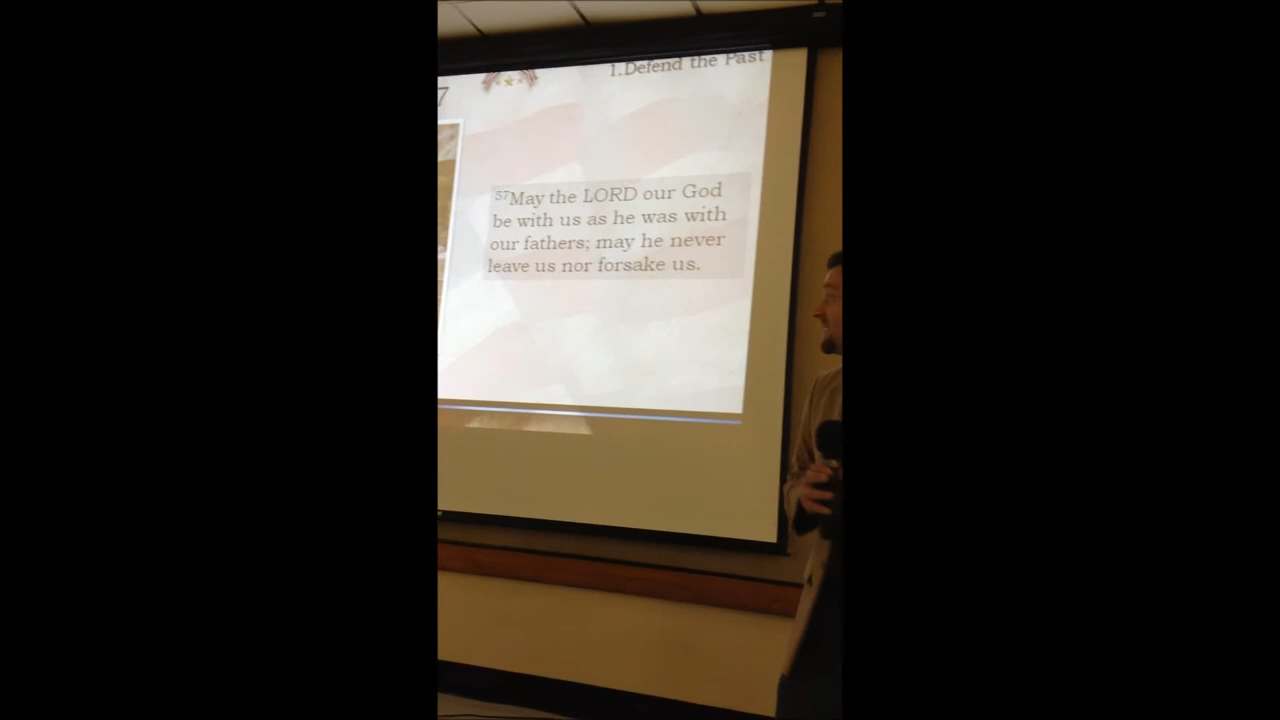 1.Defend the Past
7
57May the LORD our God
be with us as he was with
our fathers; may he never
leave us nor forsake us.